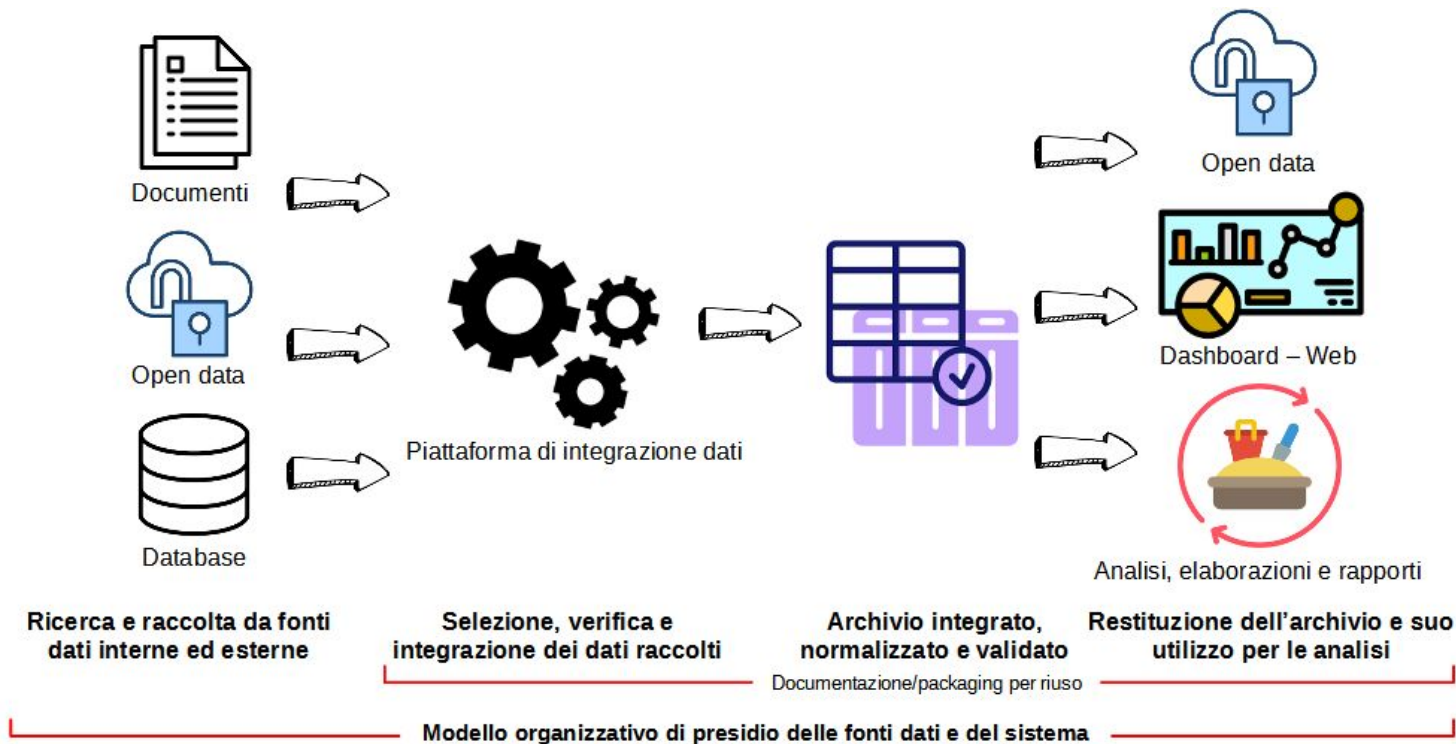 Documenti
Open data
Database
Piattaforma di integrazione dati
Open data
Dashboard – Web
Analisi, elaborazioni e rapporti
Ricerca e raccolta da fonti
dati interne ed esterne
Selezione, verifica e
integrazione dei dati raccolti
Archivio integrato,
normalizzato e validato
Restituzione dell’archivio e suo
utilizzo per le analisi
Documentazione/packaging per riuso
Modello organizzativo di presidio delle fonti dati e del sistema